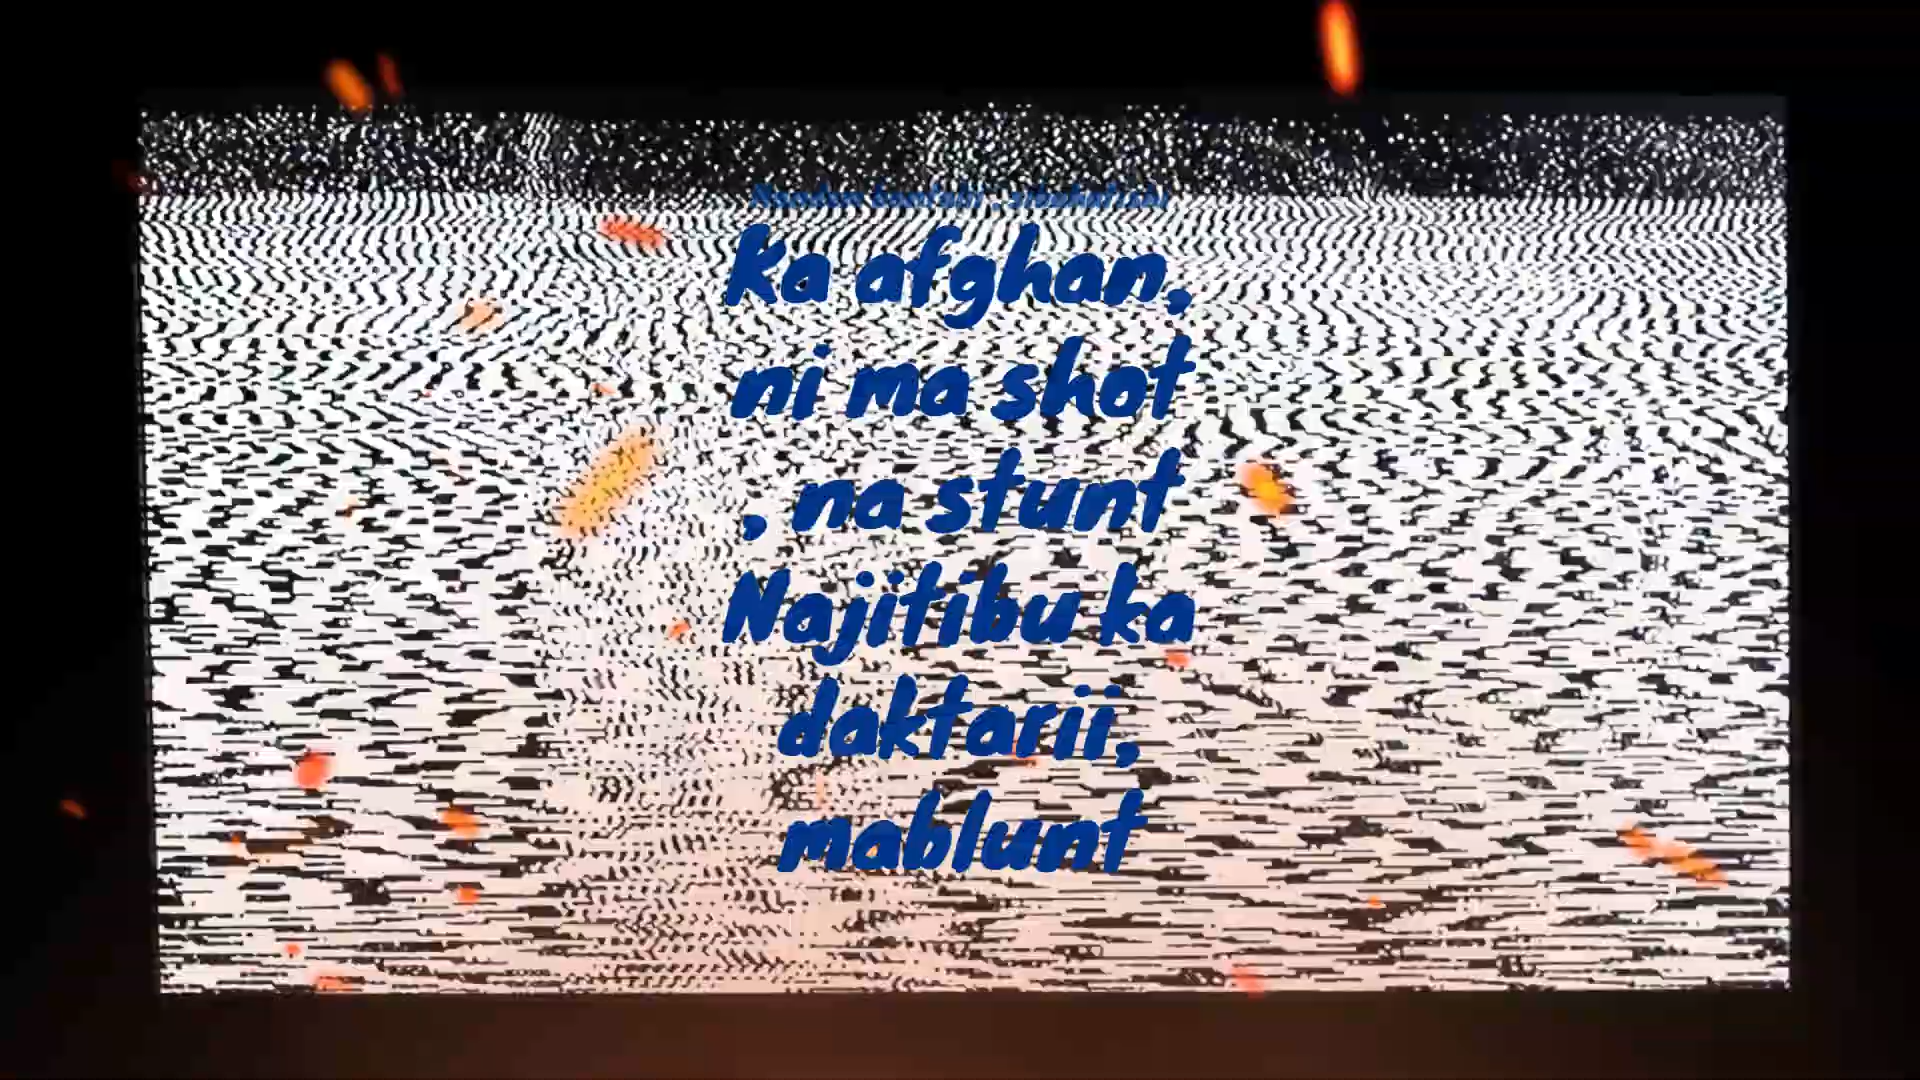 Ka afghan,
ni ma shot
, na stunt
Najitibu ka
daktarii,
mablunt